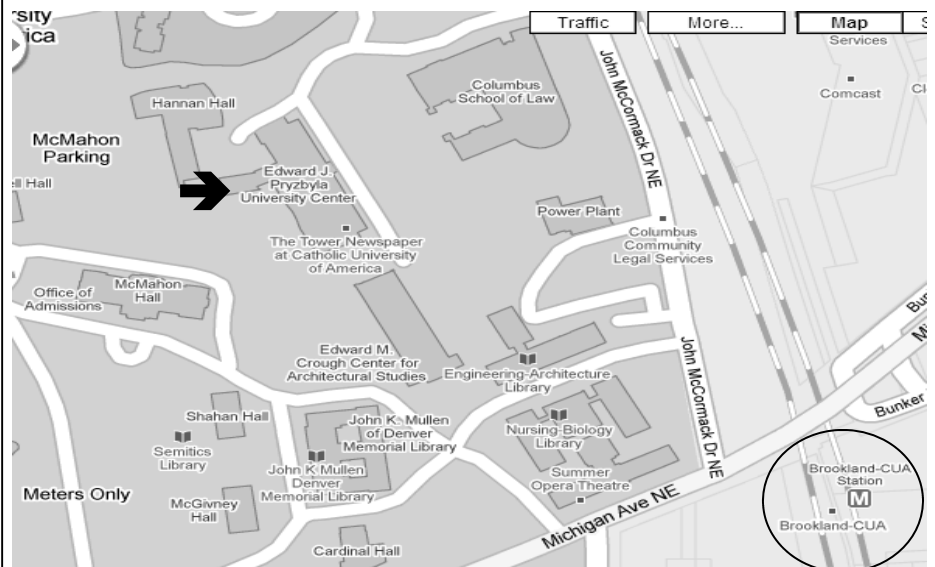 rsity
ica
Traffic
More...
Map
S
Services
Comcast
Cl
Columbus
School of Law
John McCormack Dr NE
Hannan Hall
McMahon
Parking
ll Hall
Edward J.
Pryzbyla
University Center
The Tower Newspaper
at Catholic University
of America
Power Plant
Columbus
Community
Legal Services
Office of
Admissions
McMahon
Hall
Edward M.
Crough Center for
Architectural Studies
Engineering-Architecture
Library
John McCormack Dr NE
Bun
Mi
Bunker
Shahan Hall
Semitics
Library
John K. Mullen
of Denver
Memorial Library
John K Mullen
Denver
Memorial Library
Nursing-Biology
Library
Summer
Opera Theatre
Brookland-CUA
Station
M
Brookland-CUA
Meters Only
McGivney
Hall
Michigan Ave NE
Cardinal Hall